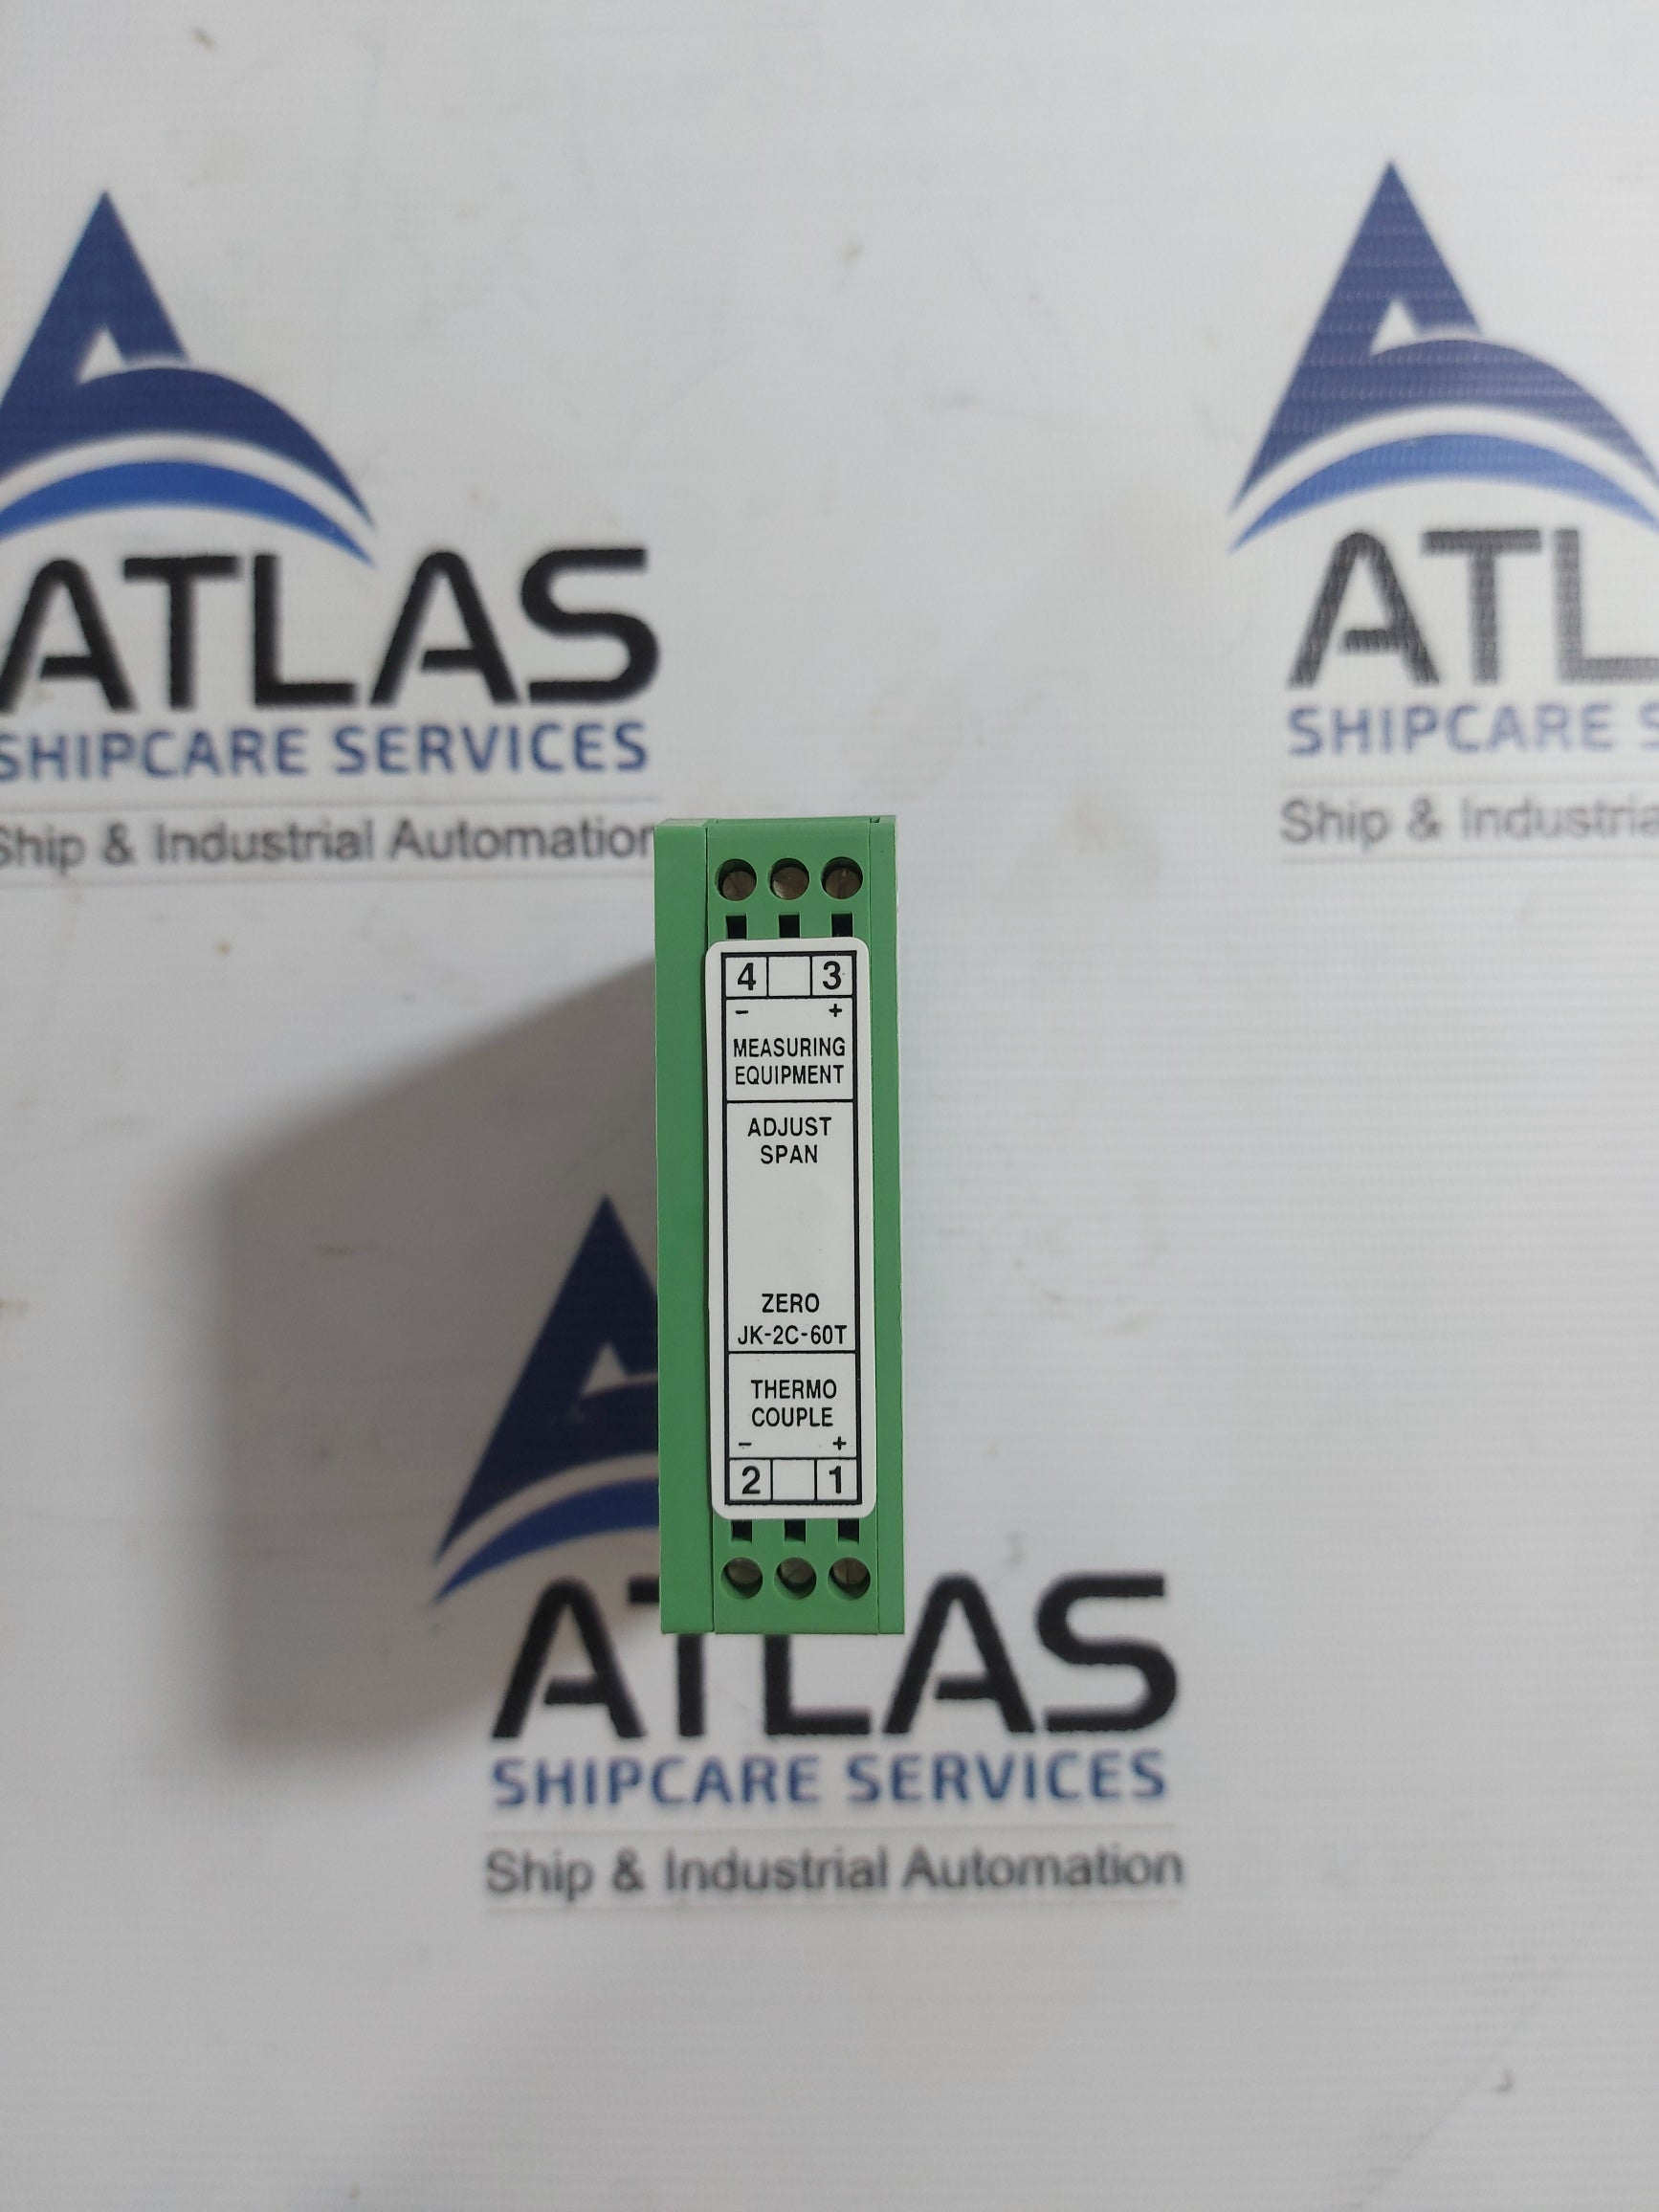 ATLAS
SHIPCARE SERVICES
Ship & Industrial Automation
ATL
SHIPCARE S
Ship & Industria
4 3
- +
MEASURING
EQUIPMENT
ADJUST
SPAN
ZERO
JK-2C-60T
THERMO
COUPLE
- +
2 1
ATLAS
SHIPCARE SERVICES
Ship & Industrial Automation